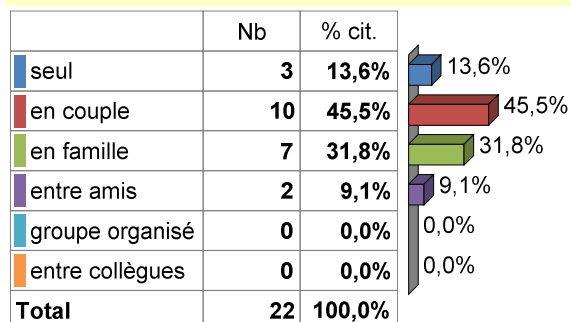 Nb % cit.
seul 3 13,6% 13,6%
en couple 10 45,5% 45,5%
en famille 7 31,8% 31,8%
entre amis 2 9,1% 9,1%
groupe organisé 0 0,0% 0,0%
entre collègues 0 0,0% 0,0%
Total 22 100,0%